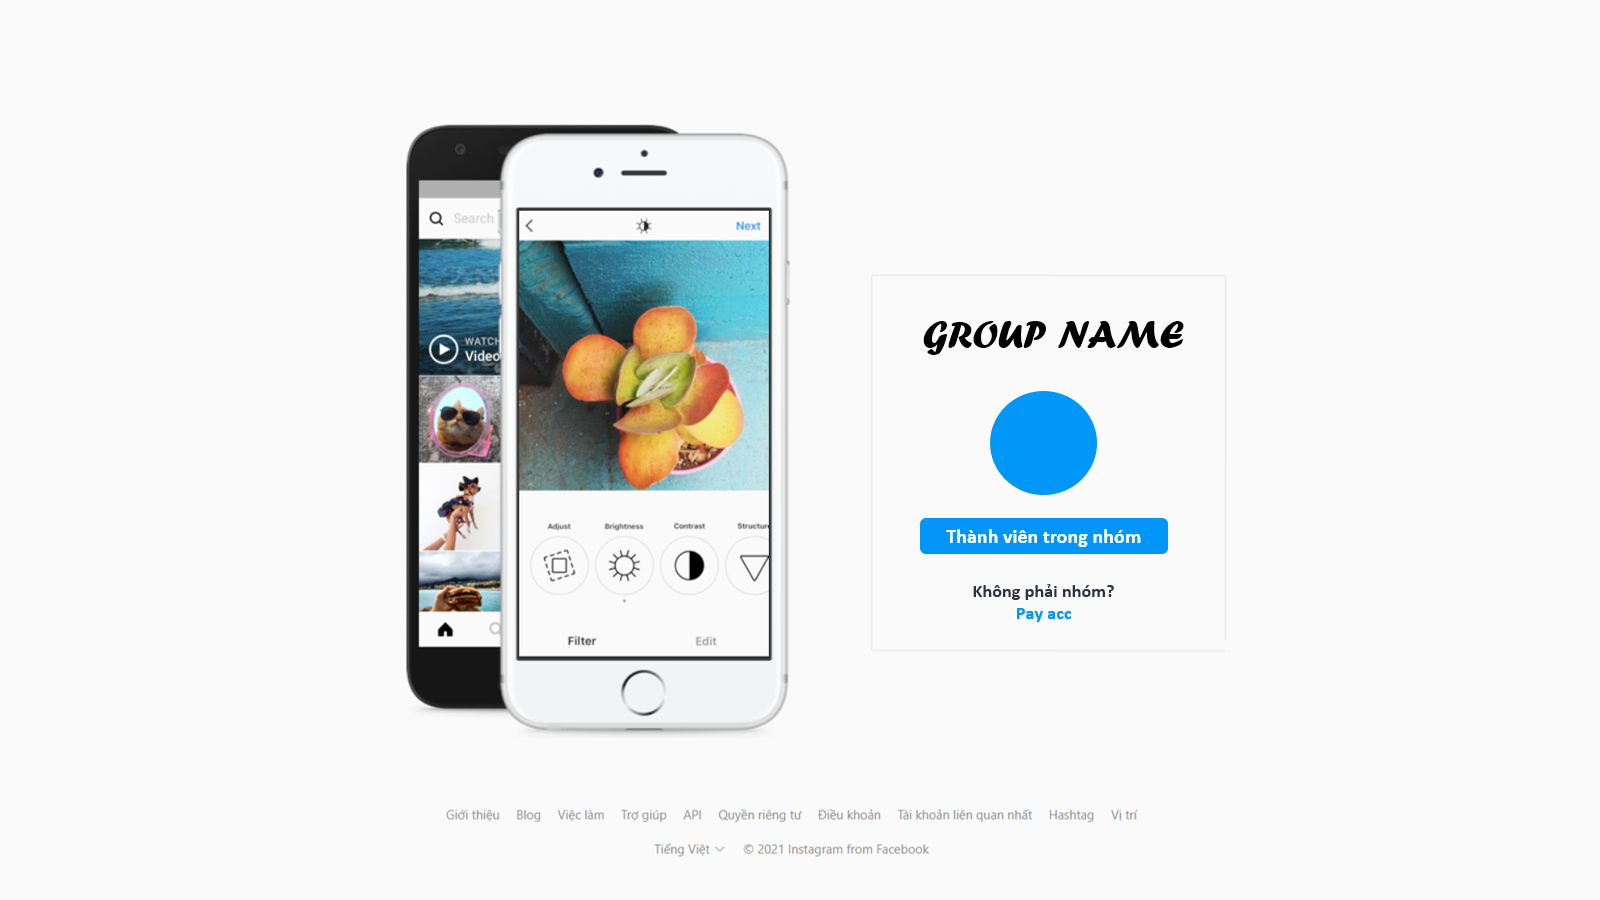 Search
WATCH
Video
Next
Adjust Brightness Contrast Structure
Filter Edit
GROUP NAME
Thành viên trong nhóm
Không phải nhóm?
Pay acc
Giới thiệu Blog Việc làm Trợ giúp API Quyền riêng tư Điều khoản Tài khoản liên quan nhất Hashtag Vị trí
Tiếng Việt © 2021 Instagram from Facebook